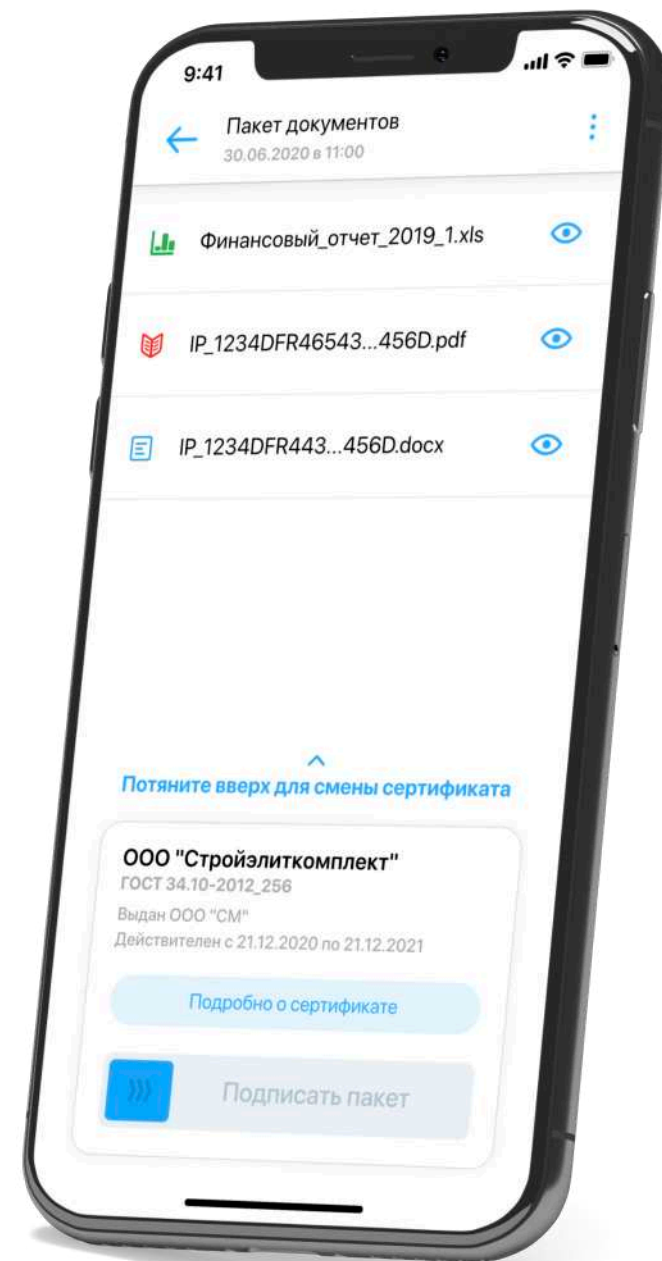 9:41
Пакет документов
30.06.2020 в 11:00
Финансовый_отчет_2019_1.xls
IP_1234DFR46543...456D.pdf
IP_1234DFR443...456D.docx
Потяните вверх для смены сертификата
ООО "Стройэлиткомплект"
ГОСТ 34.10-2012_256
Выдан ООО "СМ"
Действителен с 21.12.2020 по 21.12.2021
Подробно о сертификате
Подписать пакет